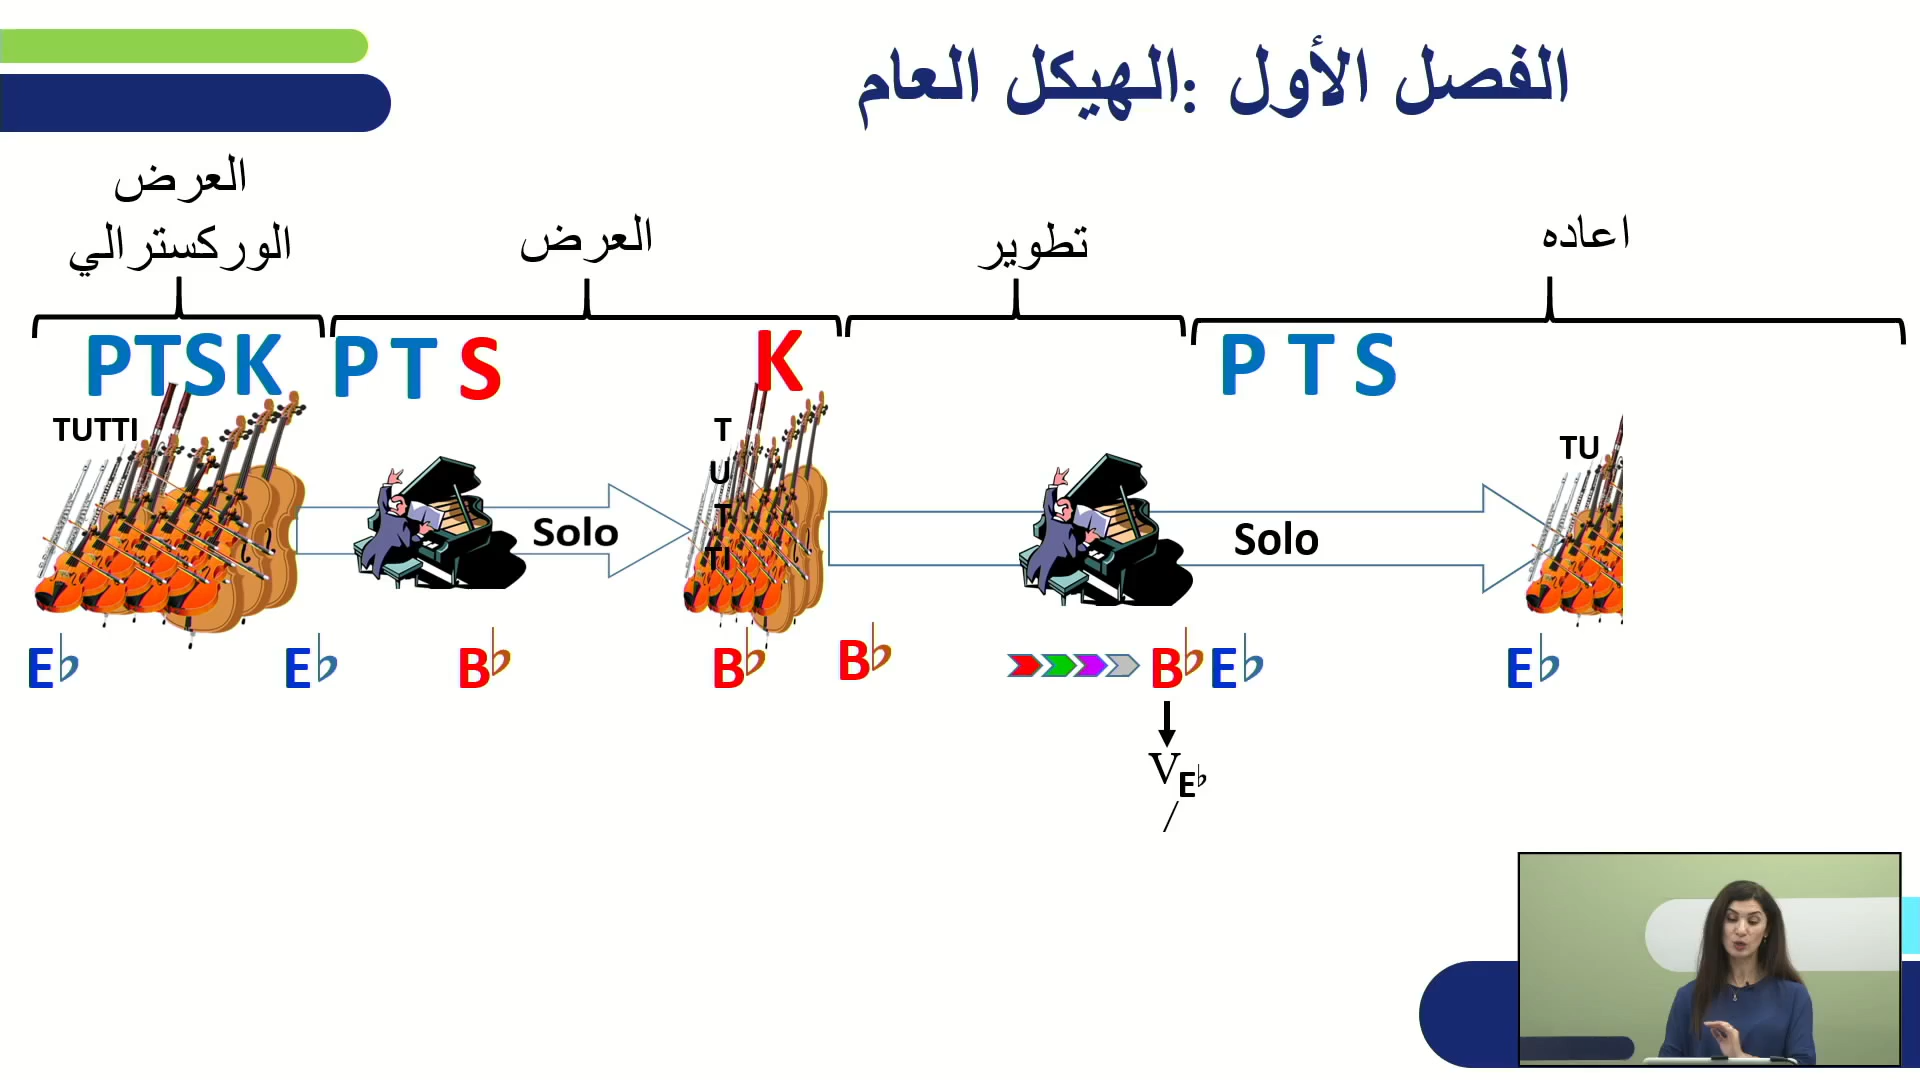 الفصل الأول :الهيكل العام
العرض
الوركسترالي
العرض
تطوير
اعاده
PTSK
P T S
K
P T S
TUTTI
T
U
T
TI
TU
Solo
Solo
E♭
E♭
B♭
B♭
B♭
B♭
E♭
E♭
V E♭
/